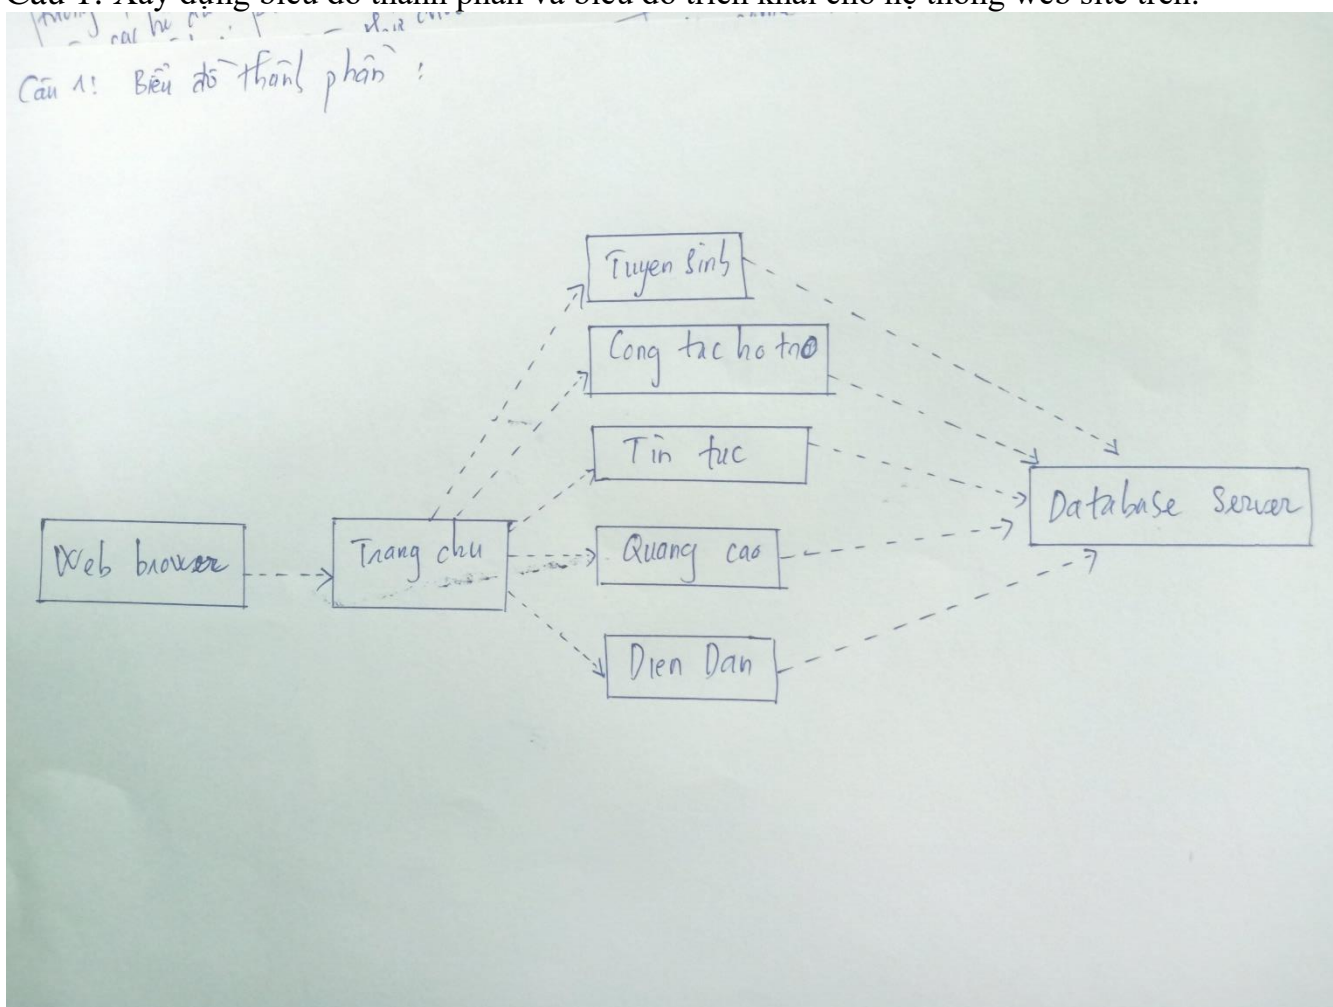 Câu 1: Xây dựng biểu đồ thành phần và biểu đồ triển khai cho hệ thống web site trên.
Câu 1: Biểu đồ thành phần :
Tuyen Sinh
Cong tac ho tro
Tin tuc
Database Server
Web browser
Trang chu
Quang cao
Dien Dan